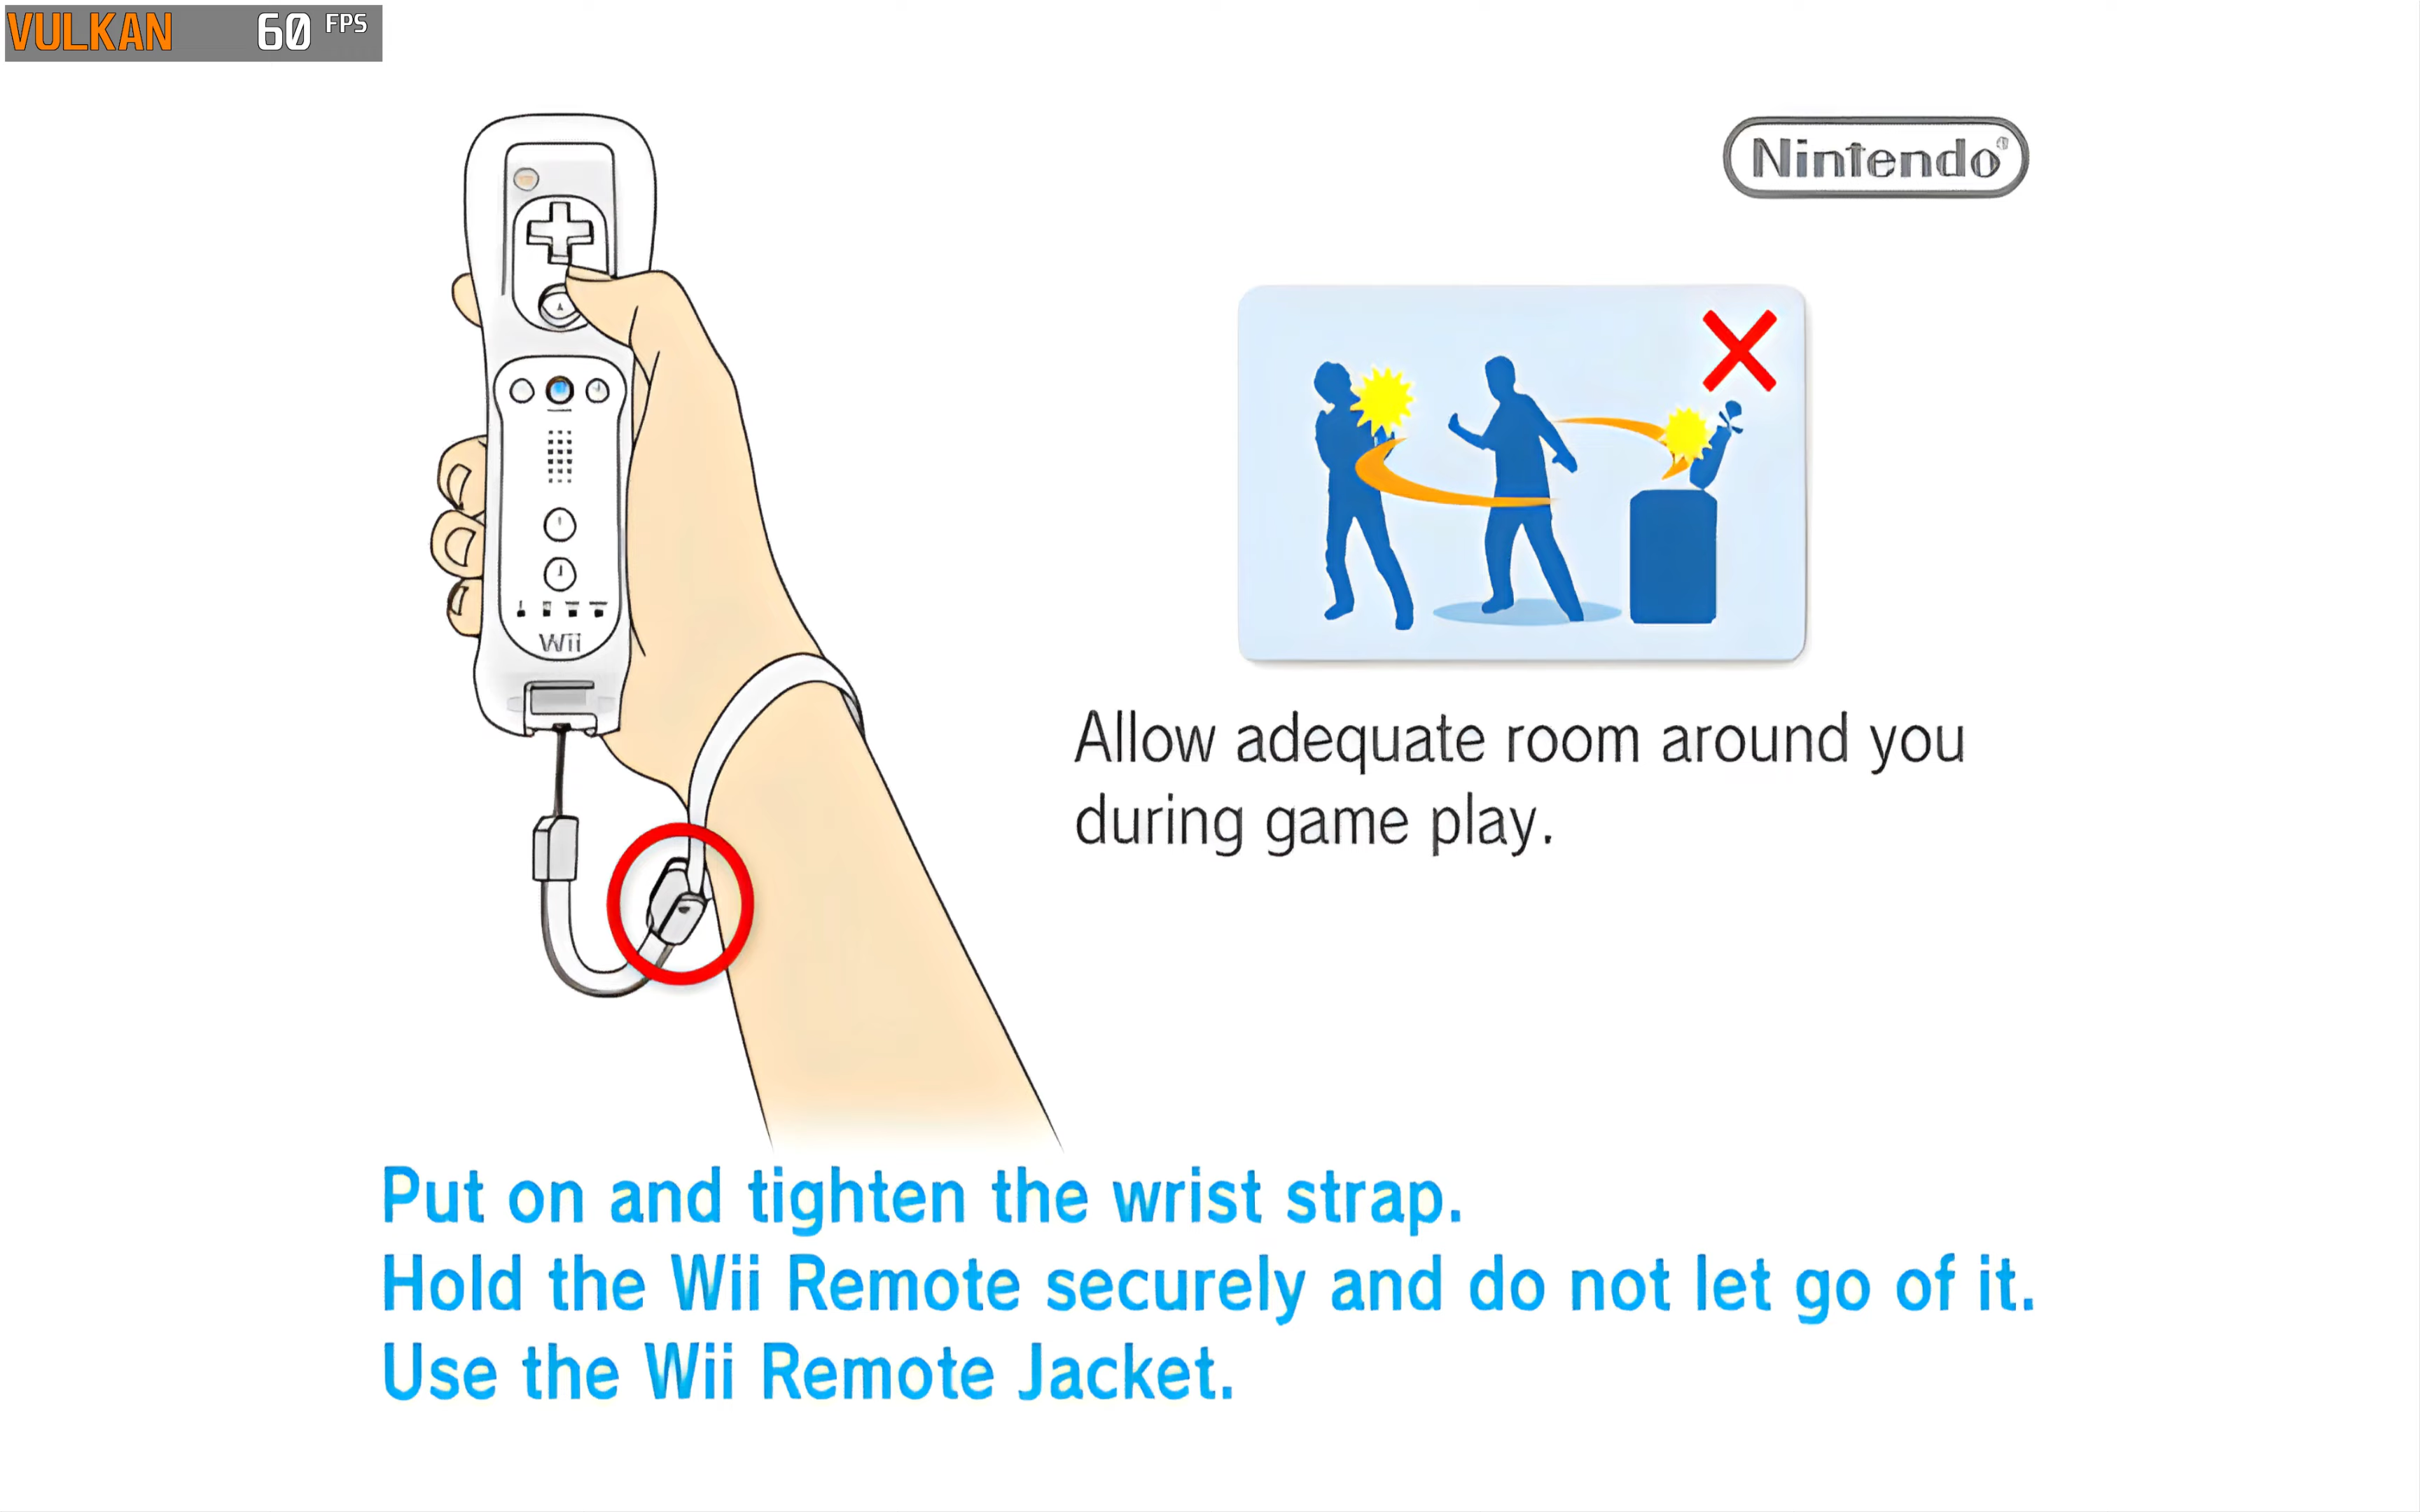 VULKAN 60 FPS
Nintendo®
A
Wii
Allow adequate room around you
during game play.
Put on and tighten the wrist strap.
Hold the Wii Remote securely and do not let go of it.
Use the Wii Remote Jacket.